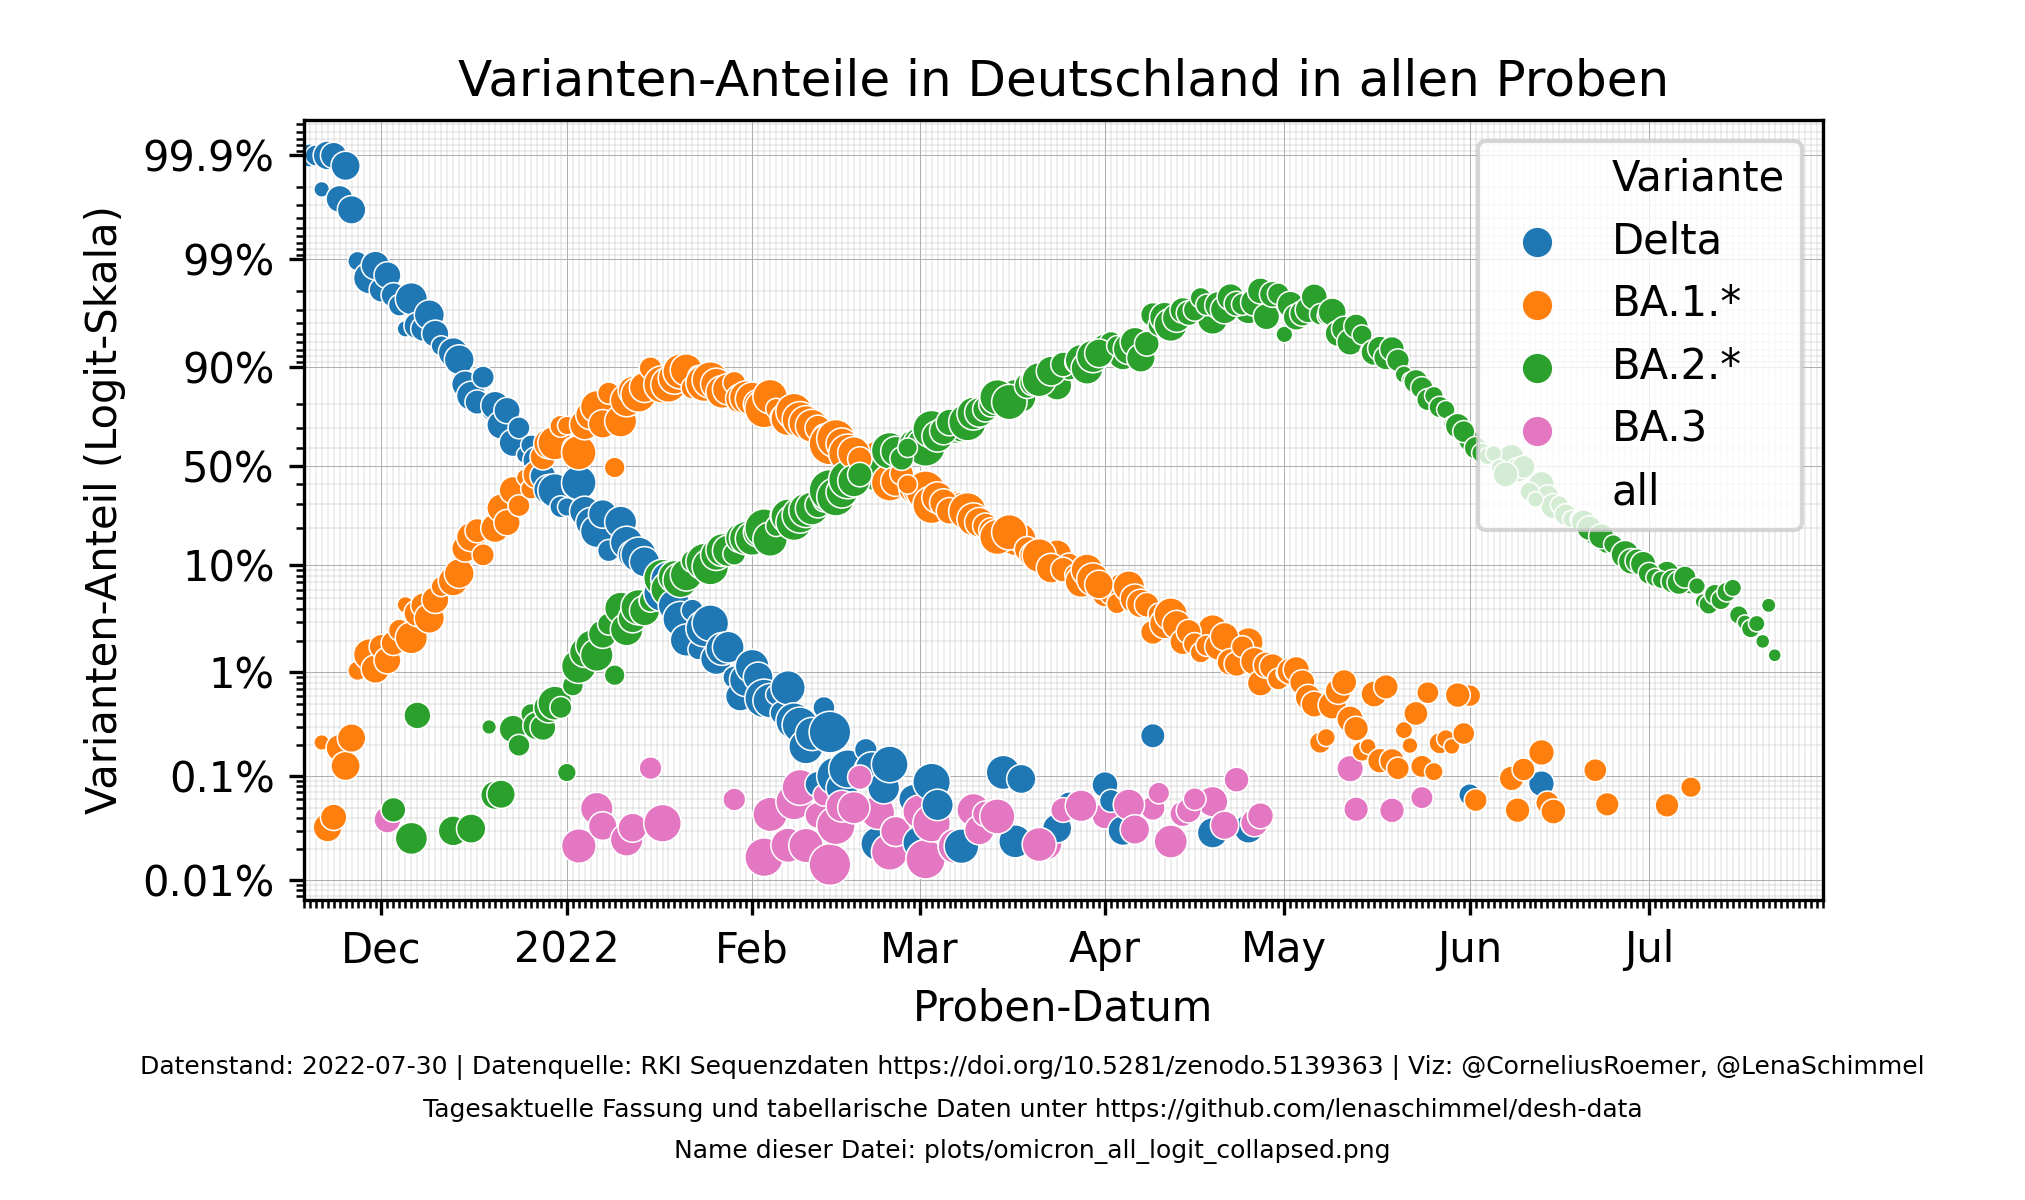 Varianten-Anteile in Deutschland in allen Proben
Varianten-Anteil (Logit-Skala)
99.9%
99%
90%
50%
10%
1%
0.1%
0.01%
Variante
Delta
BA.1.*
BA.2.*
BA.3
all
Dec 2022 Feb Mar Apr May Jun Jul
Proben-Datum
Datenstand: 2022-07-30 | Datenquelle: RKI Sequenzdaten https://doi.org/10.5281/zenodo.5139363 | Viz: @CorneliusRoemer, @LenaSchimmel
Tagesaktuelle Fassung und tabellarische Daten unter https://github.com/lenaschimmel/desh-data
Name dieser Datei: plots/omicron_all_logit_collapsed.png